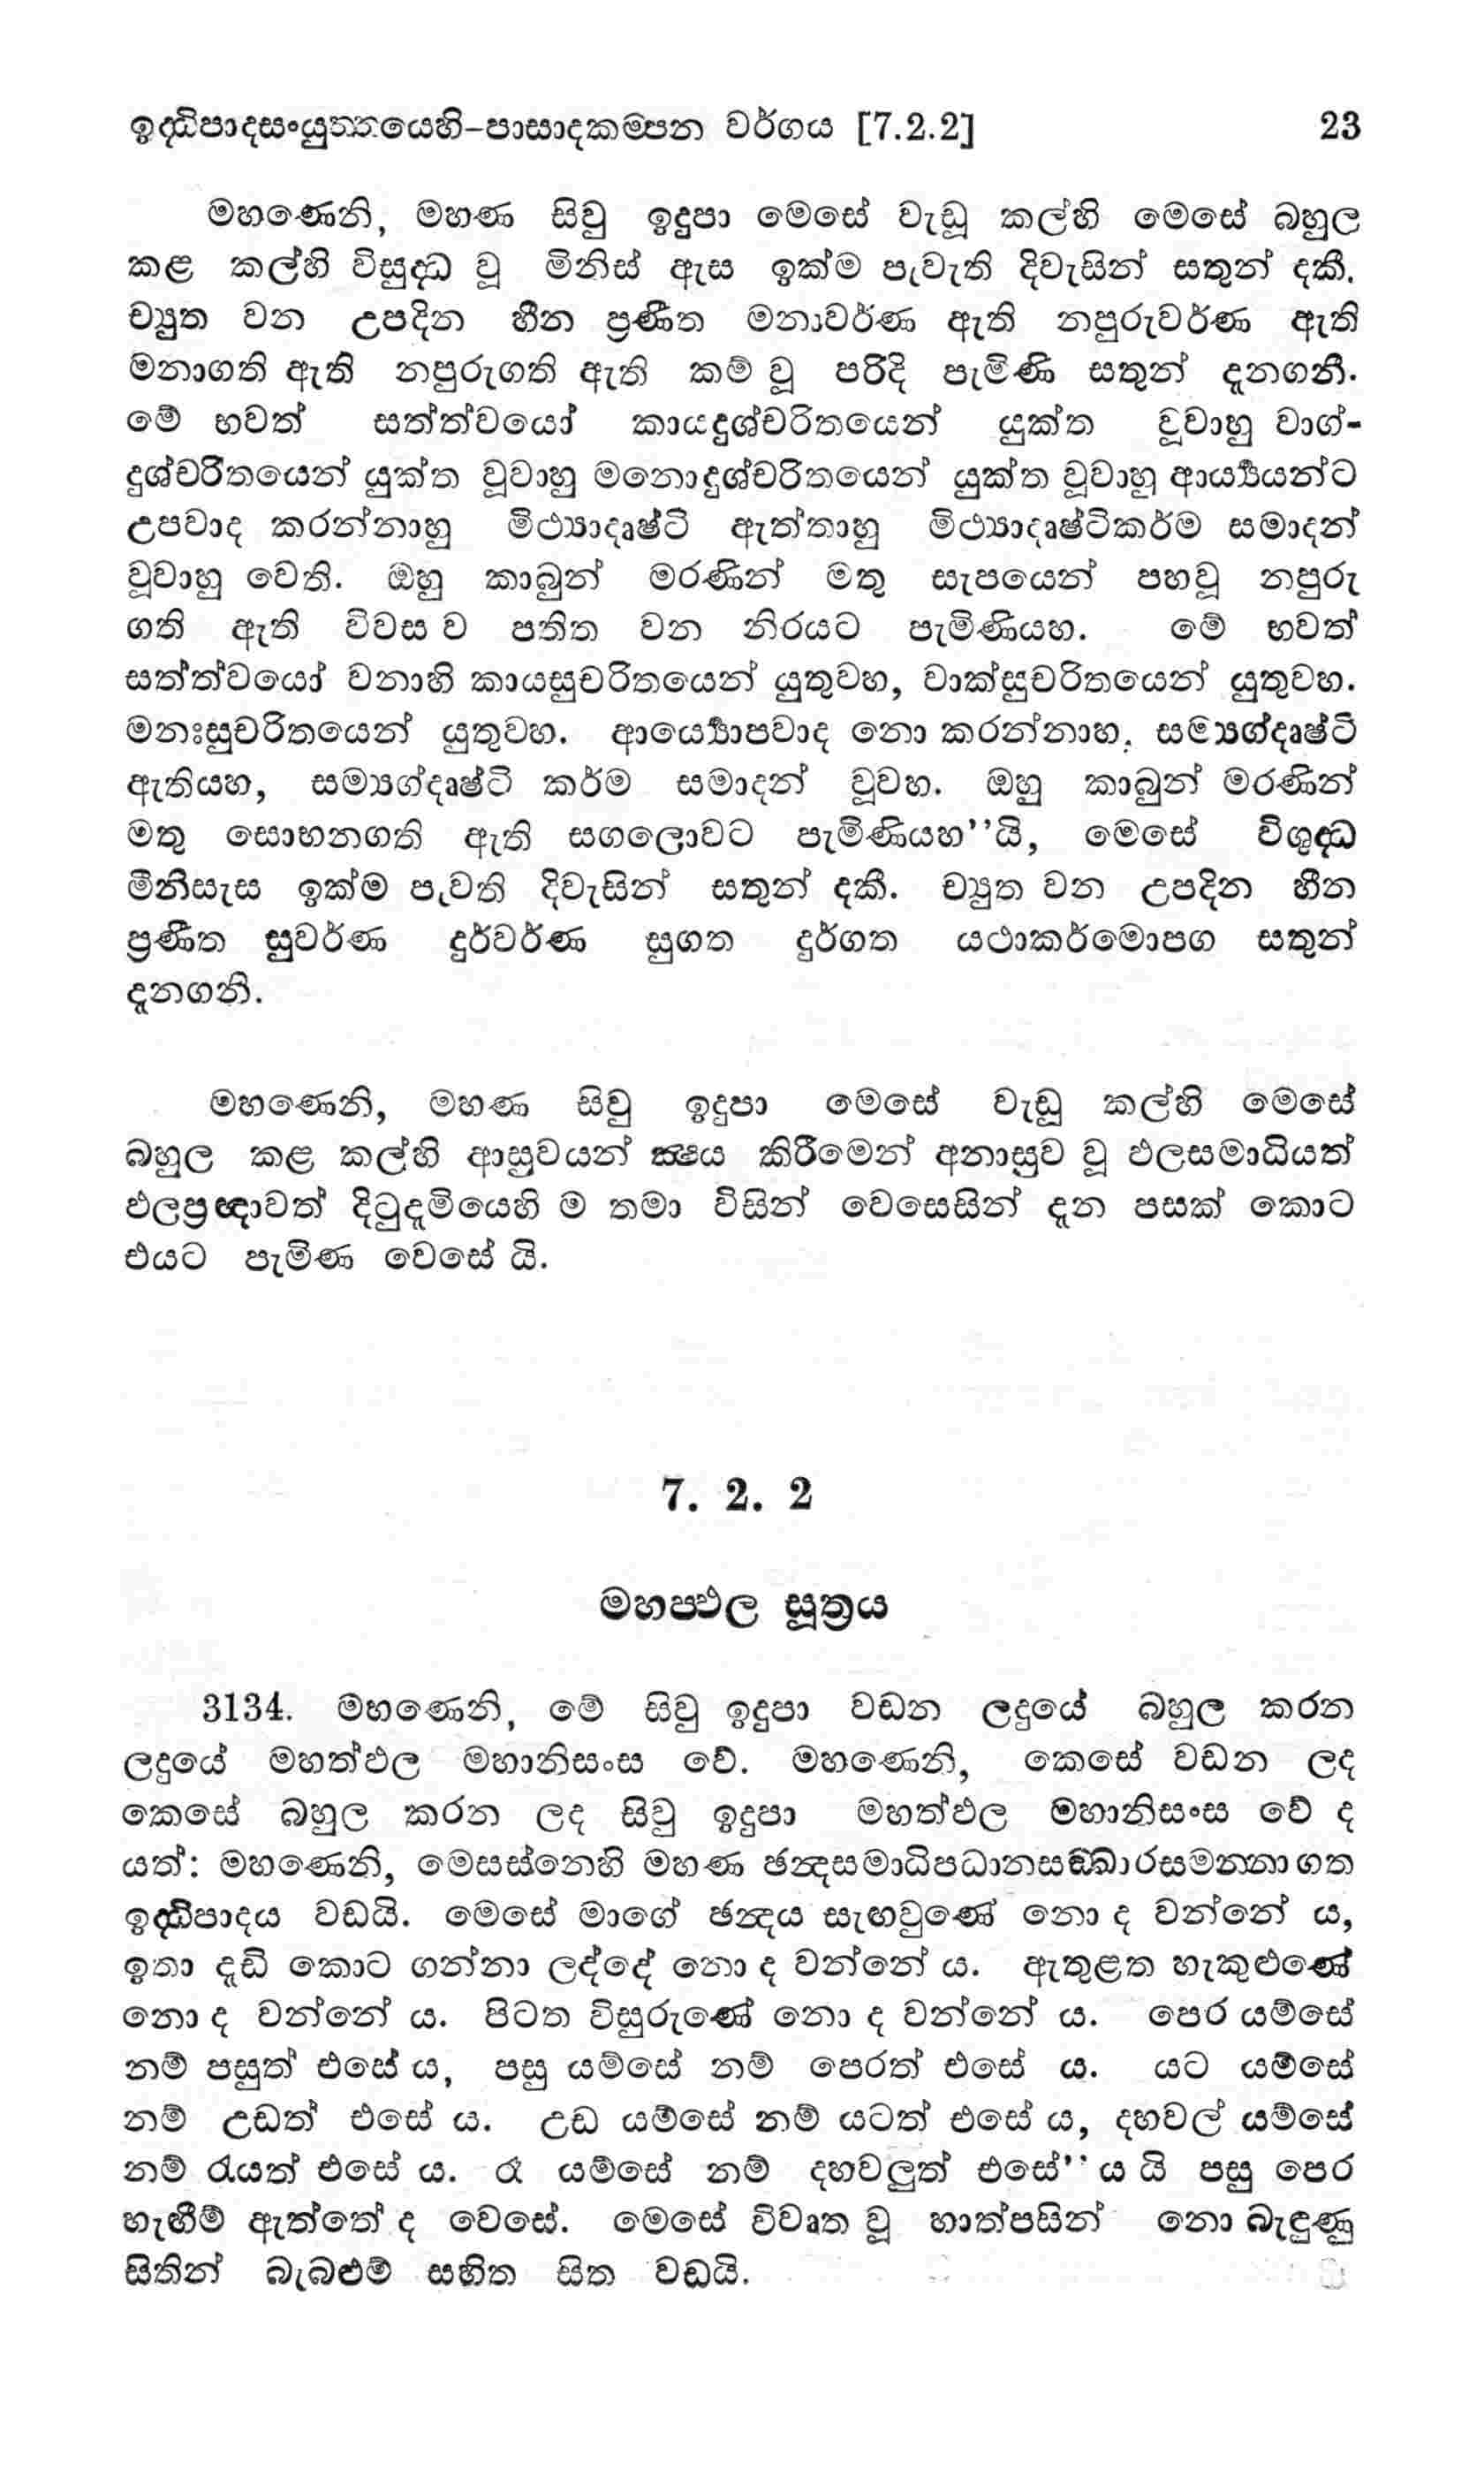 ඉද්ධිපාදසංයුත්තයෙහි-පාසාදකම්පන වර්ගය [7.2.2] 23
මහණෙනි, මහණ සිවු ඉදුපා මෙසේ වැඩූ කල්හි මෙසේ බහුල
කළ කල්හි විසුද්ධ වූ මිනිස් ඇස ඉක්ම පැවැති දිවැසින් සතුන් දකී.
ච්‍යුත වන උපදින හීන ප්‍රණීත මනාවර්ණ ඇති නපුරුවර්ණ ඇති
මනාගති ඇති නපුරුගති ඇති කම් වූ පරිදි පැමිණි සතුන් දැනගනී.
මේ භවත් සත්ත්වයෝ කායදුශ්චරිතයෙන් යුක්ත වූවාහු වාග්-
දුශ්චරිතයෙන් යුක්ත වූවාහු මනොදුශ්චරිතයෙන් යුක්ත වූවාහු ආර්‍ය්‍යයන්ට
උපවාද කරන්නාහු මිථ්‍යාදෘෂ්ටි ඇත්තාහු මිථ්‍යාදෘෂ්ටිකර්ම සමාදන්
වූවාහු වෙති. ඔහු කාබුන් මරණින් මතු සැපයෙන් පහවූ නපුරු
ගති ඇති විවස ව පතිත වන නිරයට පැමිණියහ. මේ භවත්
සත්ත්වයෝ වනාහි කායසුචරිතයෙන් යුතුවහ, වාක්සුචරිතයෙන් යුතුවහ.
මනඃසුචරිතයෙන් යුතුවහ. ආර්‍ය්‍යොපවාද නො කරන්නාහ, සම්‍යග්දෘෂ්ටි
ඇතියහ, සම්‍යග්දෘෂ්ටි කර්ම සමාදන් වූවහ. ඔහු කාබුන් මරණින්
මතු සොභනගති ඇති සගලොවට පැමිණියහ’’යි, මෙසේ විශුද්ධ
මිනිසැස ඉක්ම පැවති දිවැසින් සතුන් දකී. ච්‍යුත වන උපදින හීන
ප්‍රණීත සුවර්ණ දුර්වර්ණ සුගත දුර්ගත යථාකර්මොපග සතුන්
දැනගනී.
මහණෙනි, මහණ සිවු ඉදුපා මෙසේ වැඩූ කල්හි මෙසේ
බහුල කළ කල්හි ආස්‍රවයන් ක්‍ෂය කිරීමෙන් අනාස්‍රව වූ ඵලසමාධියත්
ඵලප්‍රඥාවත් දිටුදැමියෙහි ම තමා විසින් වෙසෙසින් දැන පසක් කොට
එයට පැමිණ වෙසේ යි.
7. 2. 2
මහප්ඵල සූත්‍රය
3134. මහණෙනි, මේ සිවු ඉදුපා වඩන ලදුයේ බහුල කරන
ලදුයේ මහත්ඵල මහානිසංස වේ. මහණෙනි, කෙසේ වඩන ලද
කෙසේ බහුල කරන ලද සිවු ඉදුපා මහත්ඵල මහානිසංස වේ ද
යත්: මහණෙනි, මෙසස්නෙහි මහණ ඡන්‍දසමාධිපධානසඞ්ඛාරසමන්නාගත
ඉද්ධිපාදය වඩයි. මෙසේ මාගේ ඡන්‍දය සැඟවුණේ නො ද වන්නේ ය,
ඉතා දැඩි කොට ගන්නා ලද්දේ නො ද වන්නේ ය. ඇතුළත හැකුළුණේ
නො ද වන්නේ ය. පිටත විසුරුණේ නො ද වන්නේ ය. පෙර යම්සේ
නම් පසුත් එසේ ය, පසු යම්සේ නම් පෙරත් එසේ ය. යට යම්සේ
නම් උඩත් එසේ ය. උඩ යම්සේ නම් යටත් එසේ ය, දහවල් යම්සේ
නම් රැයත් එසේ ය. රෑ යම්සේ නම් දහවලුත් එසේ’’ ය යි පසු පෙර
හැඟීම් ඇත්තේ ද වෙසේ. මෙසේ විවෘත වූ හාත්පසින් නො බැඳුණු
සිතින් බැබළුම් සහිත සිත වඩයි.